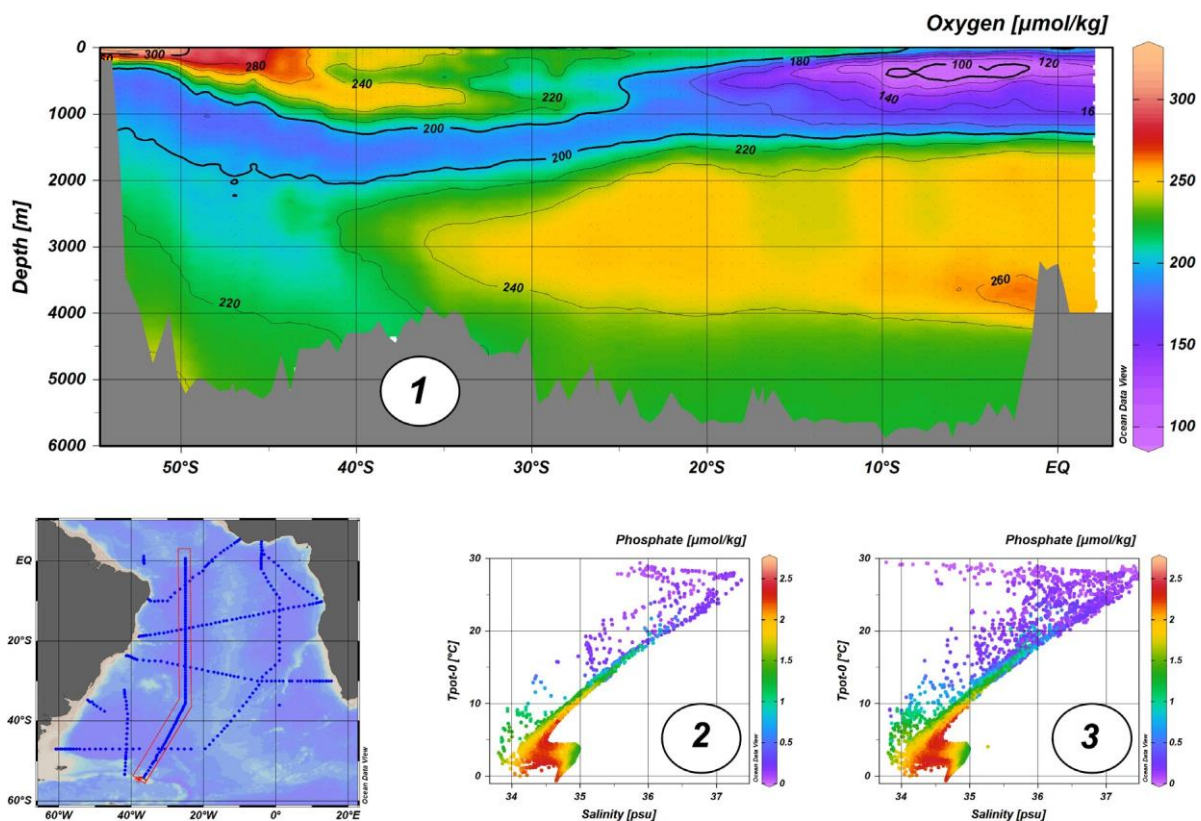 Oxygen [µmol/kg]
0
1000
2000
3000
4000
5000
6000
Depth [m]
300
280
240
220
200
180
100
120
140
16
200
220
220
240
260
1
50°S
40°S
30°S
20°S
10°S
EQ
Ocean Data View
300
250
200
150
100
EQ
20°S
40°S
60°S
60°W
40°W
20°W
0°
20°E
Ocean Data View
Phosphate [µmol/kg]
30
20
10
0
Tpot-0 [°C]
2
34
35
36
37
Salinity [psu]
Ocean Data View
2.5
2
1.5
1
0.5
0
Phosphate [µmol/kg]
30
20
10
0
Tpot-0 [°C]
3
34
35
36
37
Salinity [psu]
Ocean Data View
2.5
2
1.5
1
0.5
0